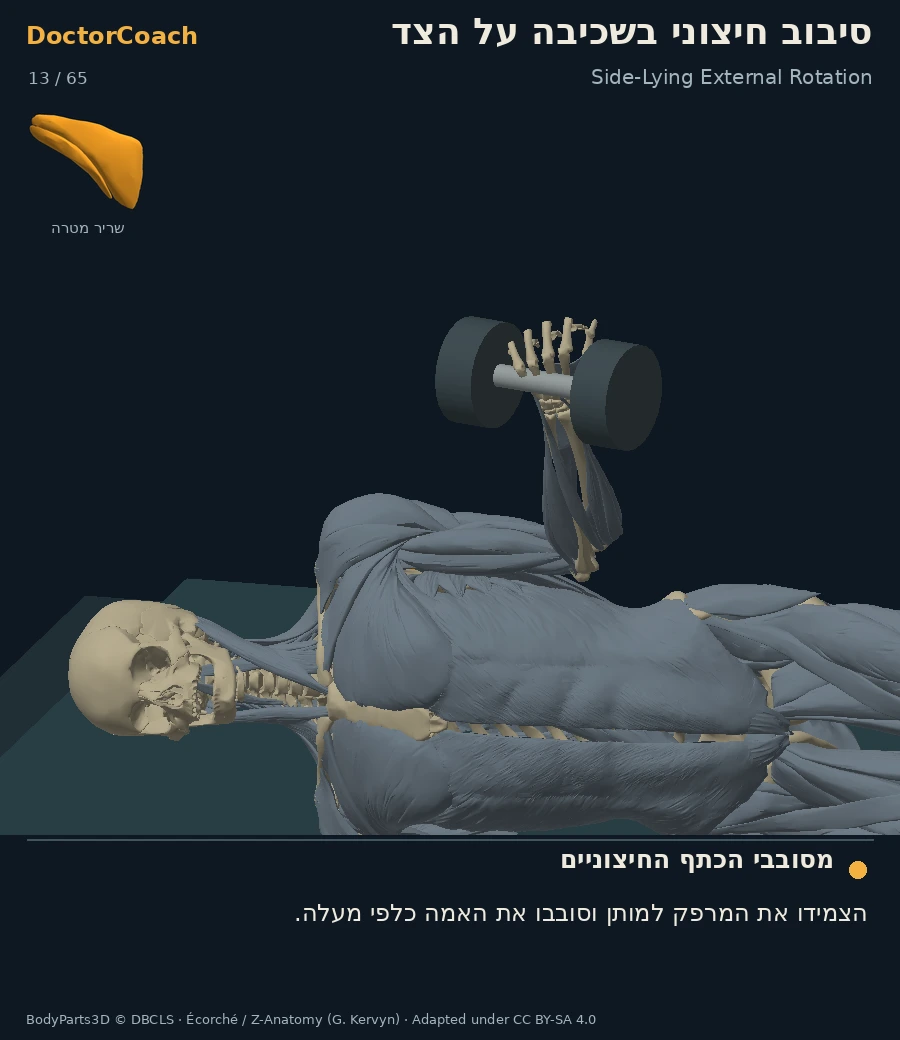 DoctorCoach
סיבוב חיצוני בשכיבה על הצד
13 / 65
Side-Lying External Rotation
שריר מטרה
מסובבי הכתף החיצוניים
הצמידו את המרפק למותן וסובבו את האמה כלפי מעלה.
BodyParts3D © DBCLS · Écorché / Z-Anatomy (G. Kervyn) · Adapted under CC BY-SA 4.0